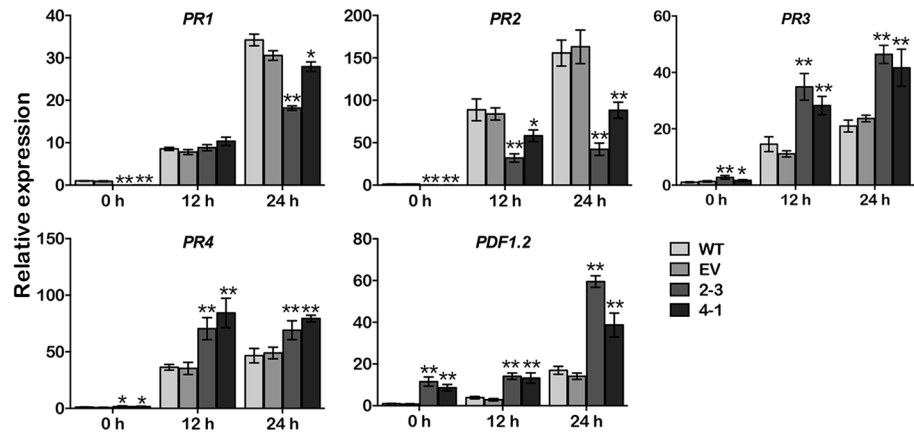 PR1
PR2
PR3
Relative expression
40
30
20
10
0
** **
**
*
0 h
12 h
24 h
200
150
100
50
0
** **
**
*
**
**
0 h
12 h
24 h
60
40
20
0
**
*
**
**
**
**
0 h
12 h
24 h
PR4
PDF1.2
150
100
50
0
*
*
**
**
**
**
0 h
12 h
24 h
80
60
40
20
0
**
**
**
**
**
**
0 h
12 h
24 h
WT
EV
2-3
4-1